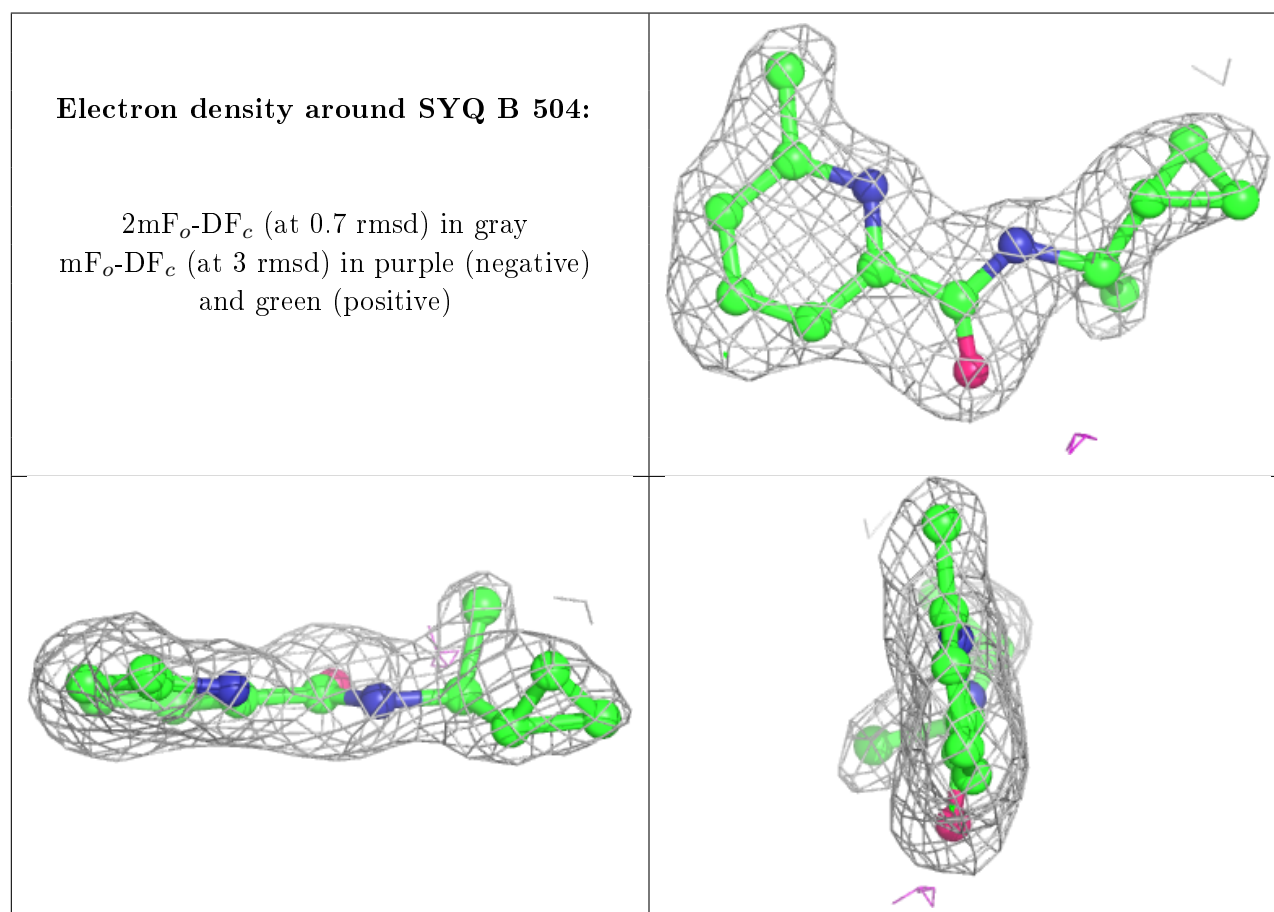 Electron density around SYQ B 504:
2mFₒ-DF𝒸 (at 0.7 rmsd) in gray
mFₒ-DF𝒸 (at 3 rmsd) in purple (negative)
and green (positive)